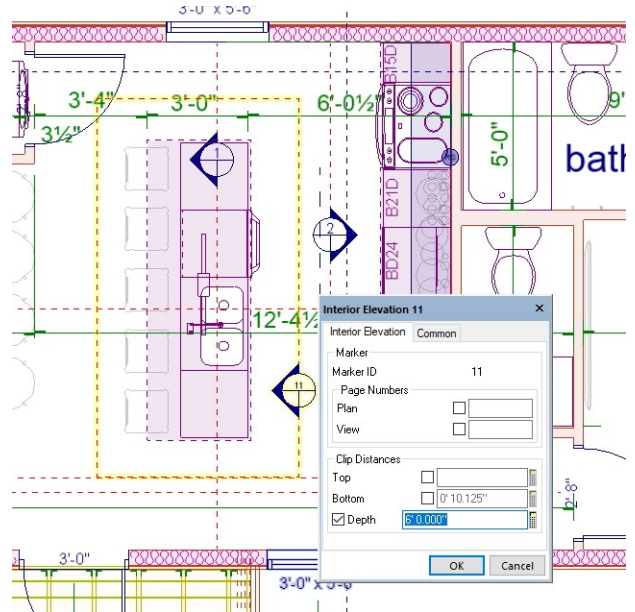 3'-0" x 5'-6"
B15D
3'-4"
3'-0"
6'-0½"
9'
2'-8"
3½"
5'-0"
1
bath
B21D
2
BD24
12'-4½
11
Interior Elevation 11
Interior Elevation
Common
Marker
Marker ID 11
Page Numbers
Plan
View
Clip Distances
Top
Bottom 0' 10.125"
Depth 6' 0.000"
2'-8"
OK Cancel
3'-0"
3'-0" x 5'-6"